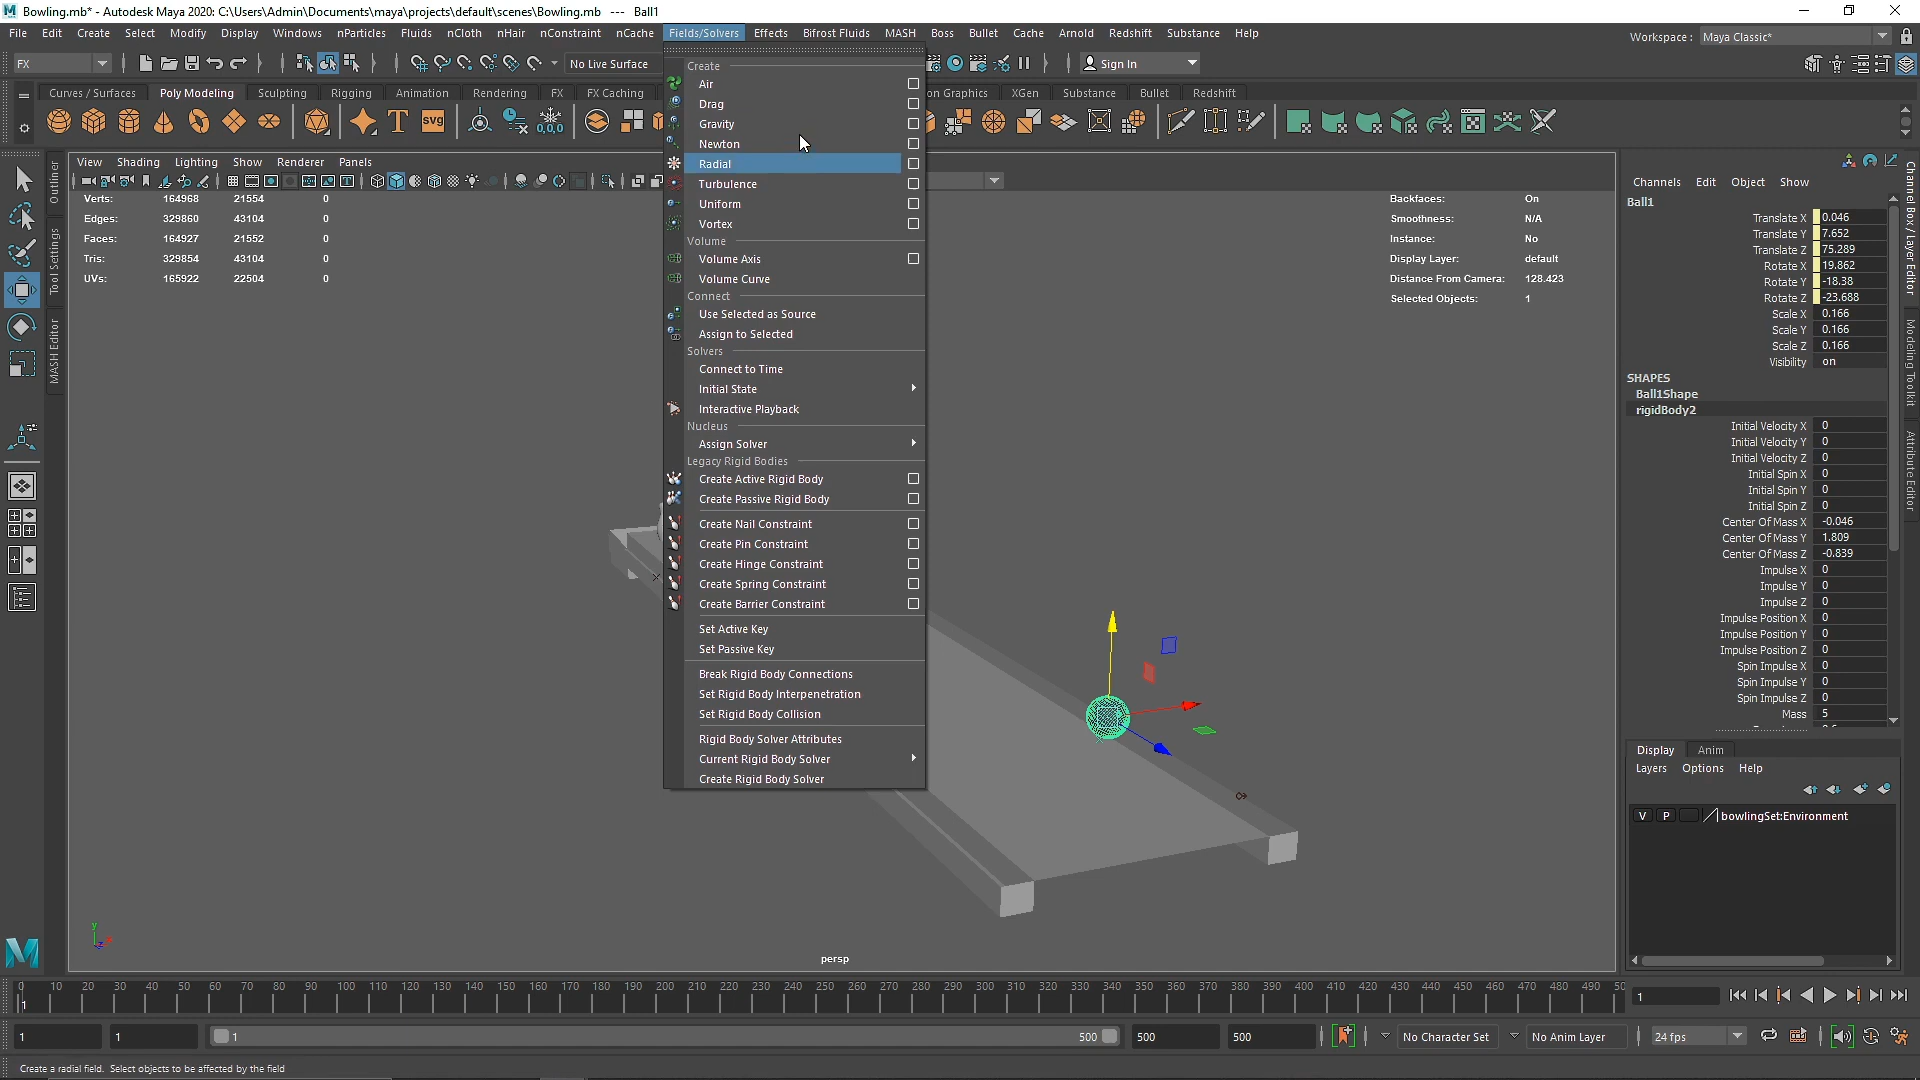 Bowling.mb* - Autodesk Maya 2020: C:\Users\Admin\Documents\maya\projects\default\scenes\Bowling.mb --- Ball1
File Edit Create Select Modify Display Windows nParticles Fluids nCloth nHair nConstraint nCache Fields/Solvers Effects Bifrost Fluids MASH Boss Bullet Cache Arnold Redshift Substance Help
Workspace : Maya Classic*
FX No Live Surface Sign In
Curves / Surfaces Poly Modeling Sculpting Rigging Animation Rendering FX FX Caching on Graphics XGen Substance Bullet Redshift
T svg 0,0,0
View Shading Lighting Show Renderer Panels
Outliner
Tool Settings
MASH Editor
Verts: 164968 21554 0
Edges: 329860 43104 0
Faces: 164927 21552 0
Tris: 329854 43104 0
UVs: 165922 22504 0
Create
Air
Drag
Gravity
Newton
Radial
Turbulence
Uniform
Vortex
Volume
Volume Axis
Volume Curve
Connect
Use Selected as Source
Assign to Selected
Solvers
Connect to Time
Initial State
Interactive Playback
Nucleus
Assign Solver
Legacy Rigid Bodies
Create Active Rigid Body
Create Passive Rigid Body
Create Nail Constraint
Create Pin Constraint
Create Hinge Constraint
Create Spring Constraint
Create Barrier Constraint
Set Active Key
Set Passive Key
Break Rigid Body Connections
Set Rigid Body Interpenetration
Set Rigid Body Collision
Rigid Body Solver Attributes
Current Rigid Body Solver
Create Rigid Body Solver
Backfaces: On
Smoothness: N/A
Instance: No
Display Layer: default
Distance From Camera: 128.423
Selected Objects: 1
y
persp
Channels Edit Object Show
Ball1
Translate X 0.046
Translate Y 7.652
Translate Z 75.289
Rotate X 19.862
Rotate Y -18.38
Rotate Z -23.688
Scale X 0.166
Scale Y 0.166
Scale Z 0.166
Visibility on
SHAPES
Ball1Shape
rigidBody2
Initial Velocity X 0
Initial Velocity Y 0
Initial Velocity Z 0
Initial Spin X 0
Initial Spin Y 0
Initial Spin Z 0
Center Of Mass X -0.046
Center Of Mass Y 1.809
Center Of Mass Z -0.839
Impulse X 0
Impulse Y 0
Impulse Z 0
Impulse Position X 0
Impulse Position Y 0
Impulse Position Z 0
Spin Impulse X 0
Spin Impulse Y 0
Spin Impulse Z 0
Mass 5
Channel Box / Layer Editor
Modeling Toolkit
Attribute Editor
Display Anim
Layers Options Help
V P bowlingSet:Environment
0 10 20 30 40 50 60 70 80 90 100 110 120 130 140 150 160 170 180 190 200 210 220 230 240 250 260 270 280 290 300 310 320 330 340 350 360 370 380 390 400 410 420 430 440 450 460 470 480 490 50
1 1
1 1 1 500 500 500 No Character Set No Anim Layer 24 fps
Create a radial field. Select objects to be affected by the field